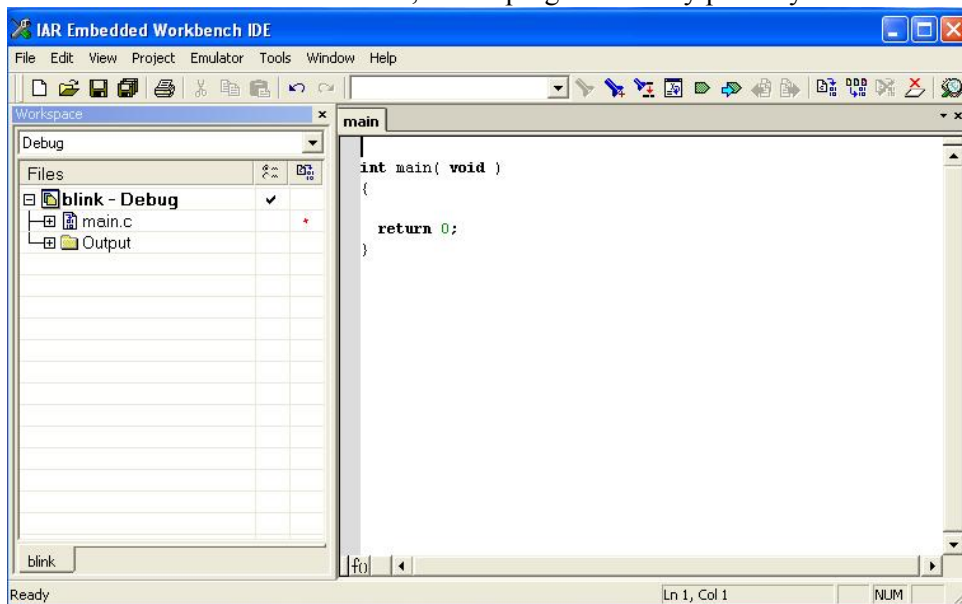 IAR Embedded Workbench IDE
File Edit View Project Emulator Tools Window Help
Workspace
Debug
Files
blink - Debug
main.c
Output
blink
main
int main( void )
{
return 0;
}
f()
Ready
Ln 1, Col 1
NUM